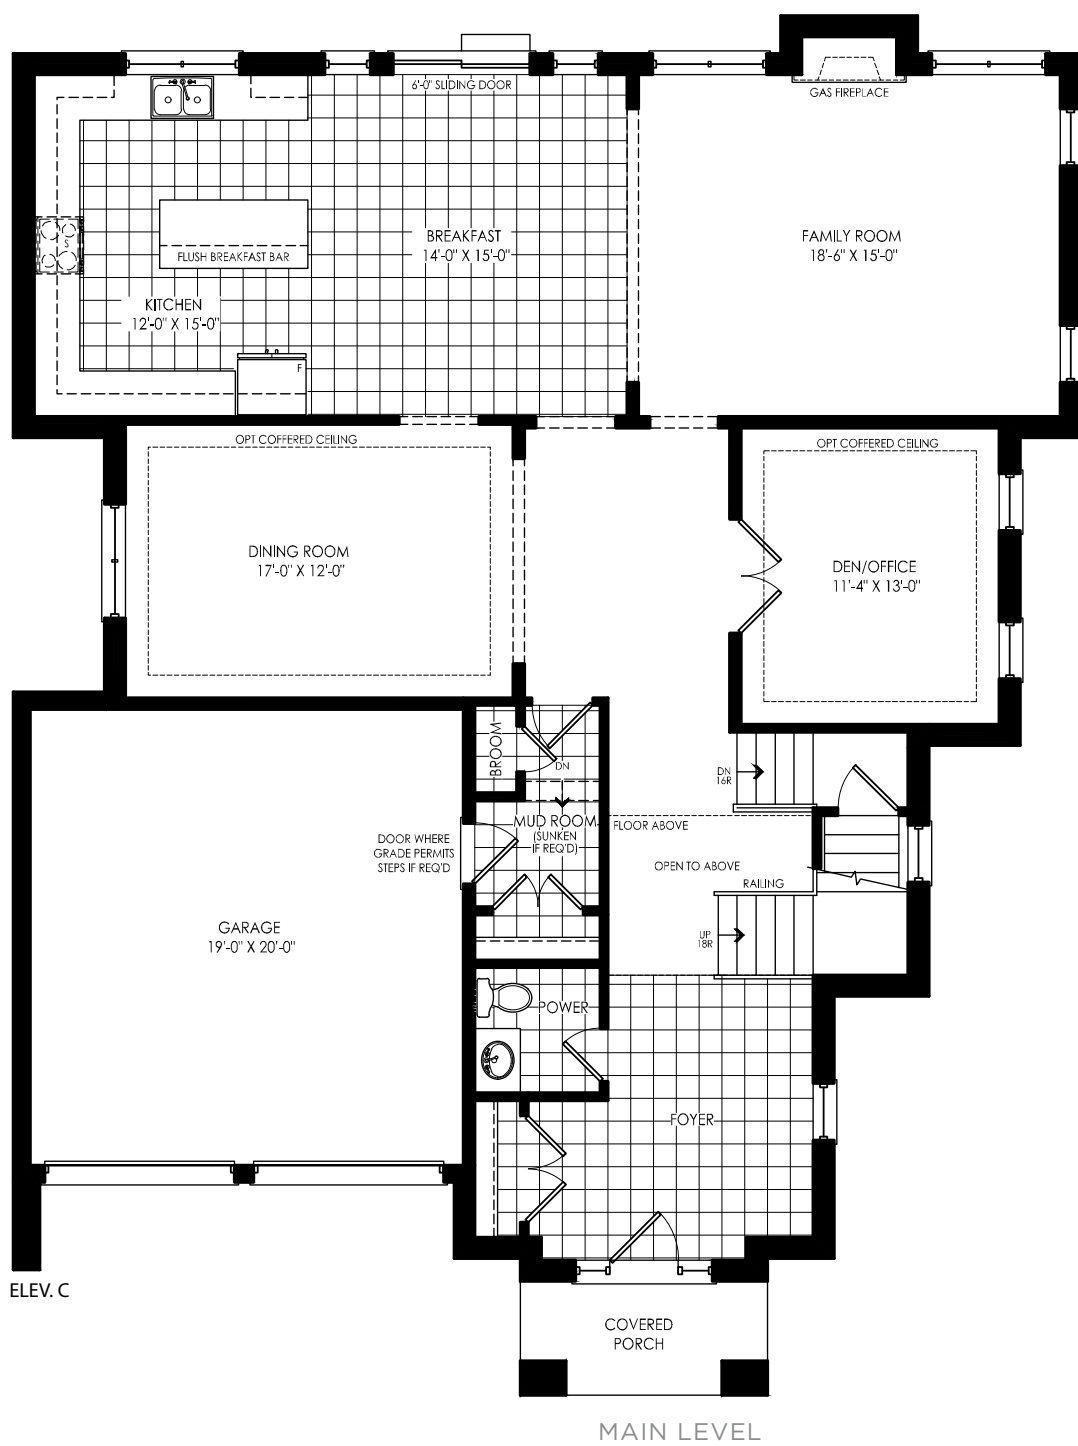 6'-0" SLIDING DOOR
GAS FIREPLACE
S
FLUSH BREAKFAST BAR
BREAKFAST
14'-0" X 15'-0"
FAMILY ROOM
18'-6" X 15'-0"
KITCHEN
12'-0" X 15'-0"
F
OPT COFFERED CEILING
OPT COFFERED CEILING
DINING ROOM
17'-0" X 12'-0"
DEN/OFFICE
11'-4" X 13'-0"
BROOM
DN
DN
16R
MUD ROOM
(SUNKEN
IF REQ'D)
FLOOR ABOVE
DOOR WHERE
GRADE PERMITS
STEPS IF REQ'D
OPEN TO ABOVE
RAILING
GARAGE
19'-0" X 20'-0"
UP
18R
POWER
FOYER
ELEV. C
COVERED
PORCH
MAIN LEVEL